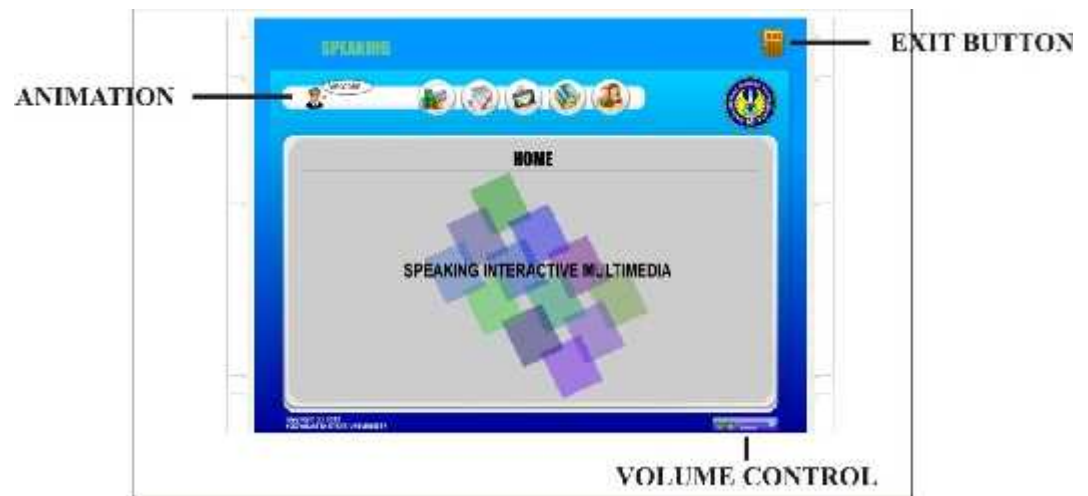 SPEAKING
EXIT BUTTON
ANIMATION
HOME
SPEAKING INTERACTIVE MULTIMEDIA
VOLUME CONTROL